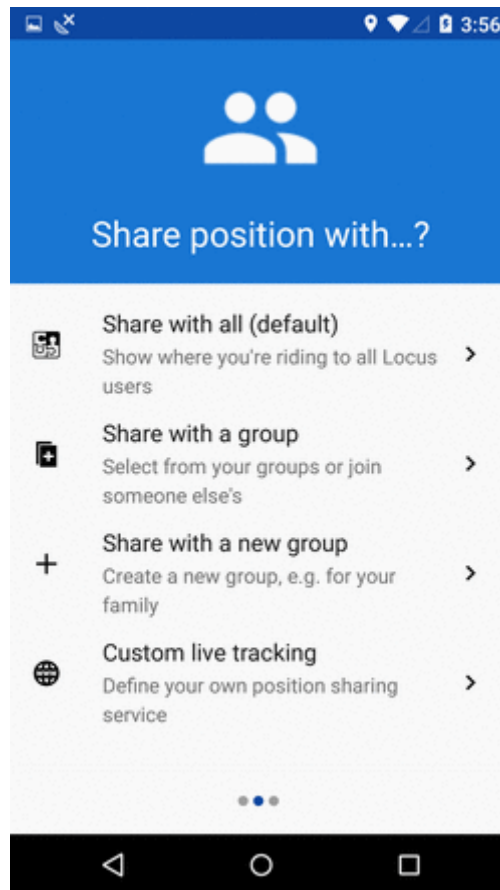 3:56
Share position with...?
Share with all (default)
Show where you're riding to all Locus
users
Share with a group
Select from your groups or join
someone else's
Share with a new group
Create a new group, e.g. for your
family
Custom live tracking
Define your own position sharing
service